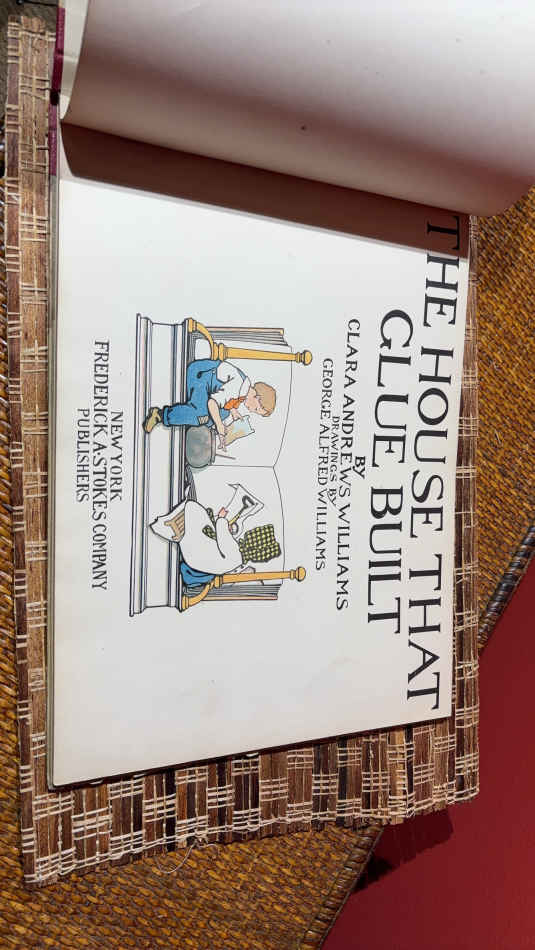 THE HOUSE THAT
GLUE BUILT
BY
CLARA ANDREWS WILLIAMS
DRAWINGS BY
GEORGE ALFRED WILLIAMS
NEW YORK
FREDERICK A. STOKES COMPANY
PUBLISHERS